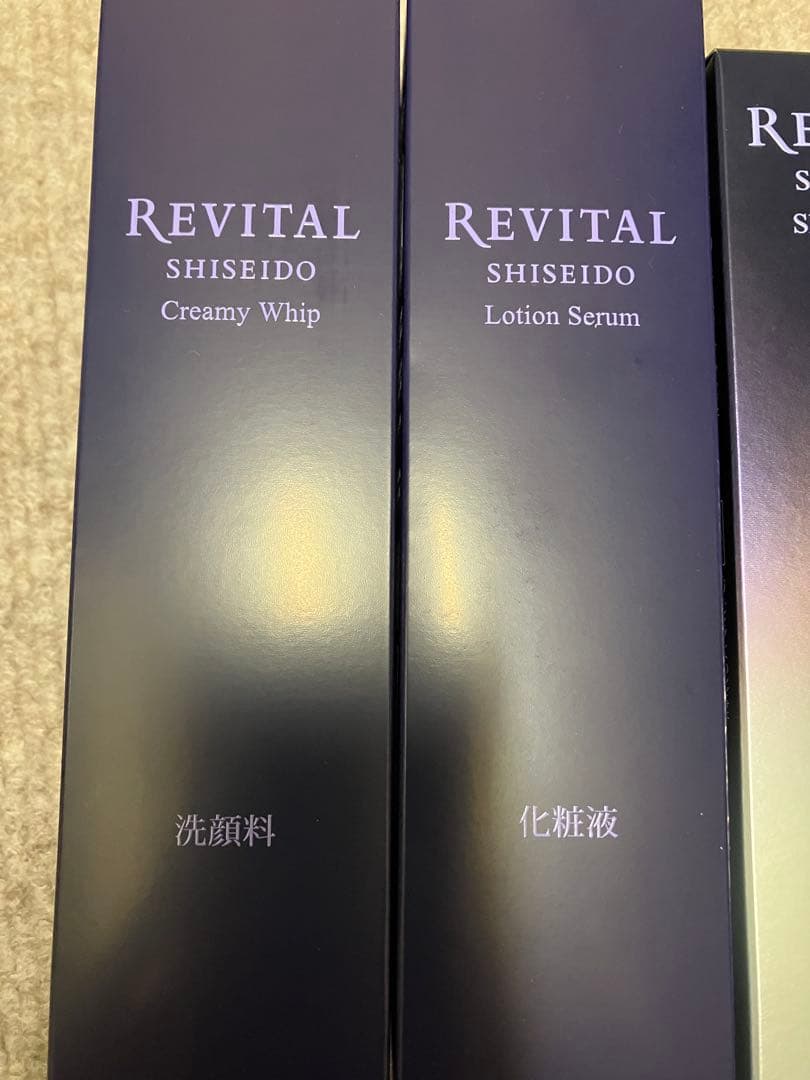 REVITAL
SHISEIDO
Creamy Whip
洗顔料
REVITAL
SHISEIDO
Lotion Serum
化粧液